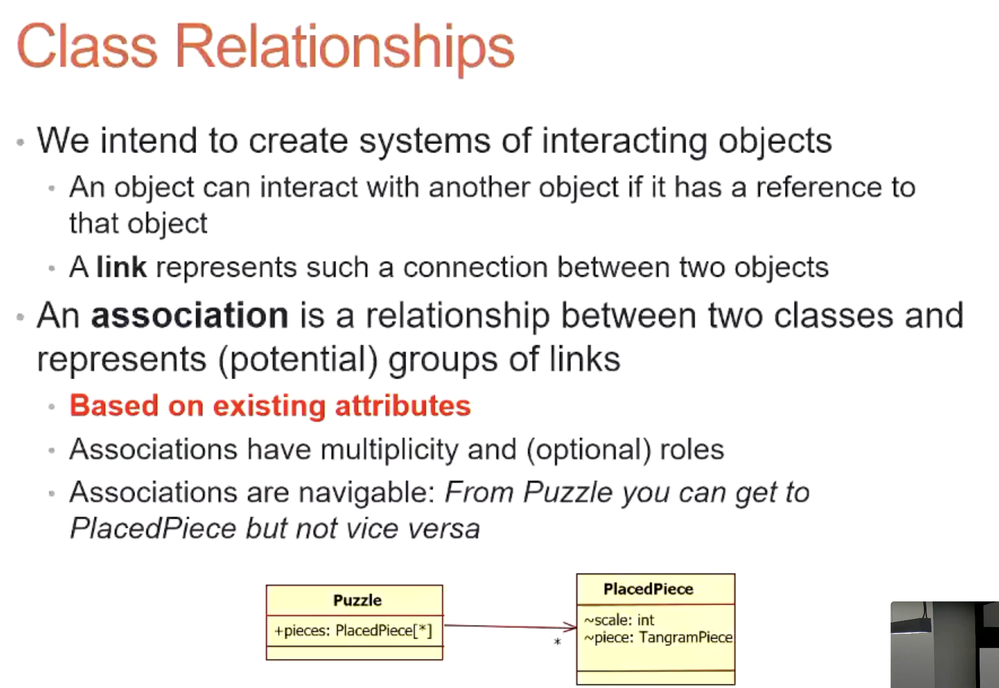 Class Relationships
• We intend to create systems of interacting objects
• An object can interact with another object if it has a reference to
that object
• A link represents such a connection between two objects
• An association is a relationship between two classes and
represents (potential) groups of links
• Based on existing attributes
• Associations have multiplicity and (optional) roles
• Associations are navigable: From Puzzle you can get to
PlacedPiece but not vice versa
Puzzle
+pieces: PlacedPiece[*]
*
PlacedPiece
~scale: int
~piece: TangramPiece